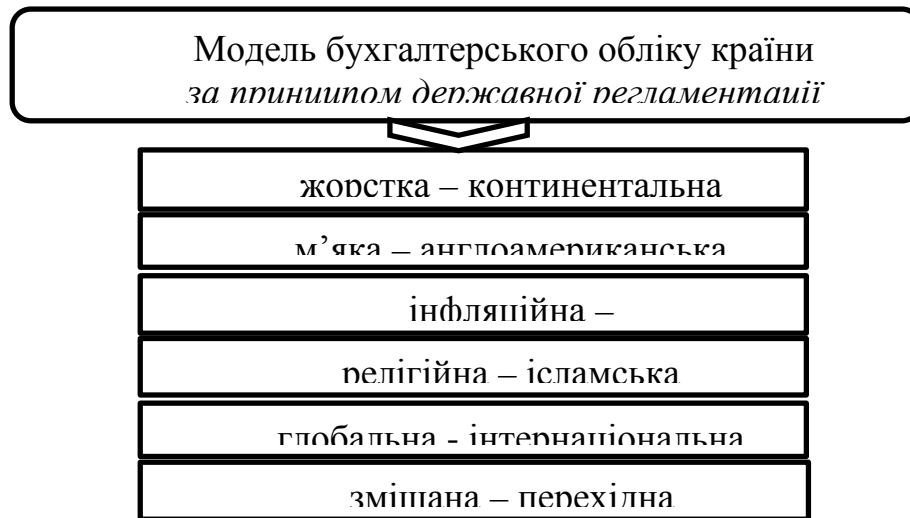 Модель бухгалтерського обліку країни
за принципом державної регламентації
жорстка – континентальна
м’яка – англоамериканська
інфляційна –
релігійна – ісламська
глобальна - інтернаціональна
змішана – перехідна